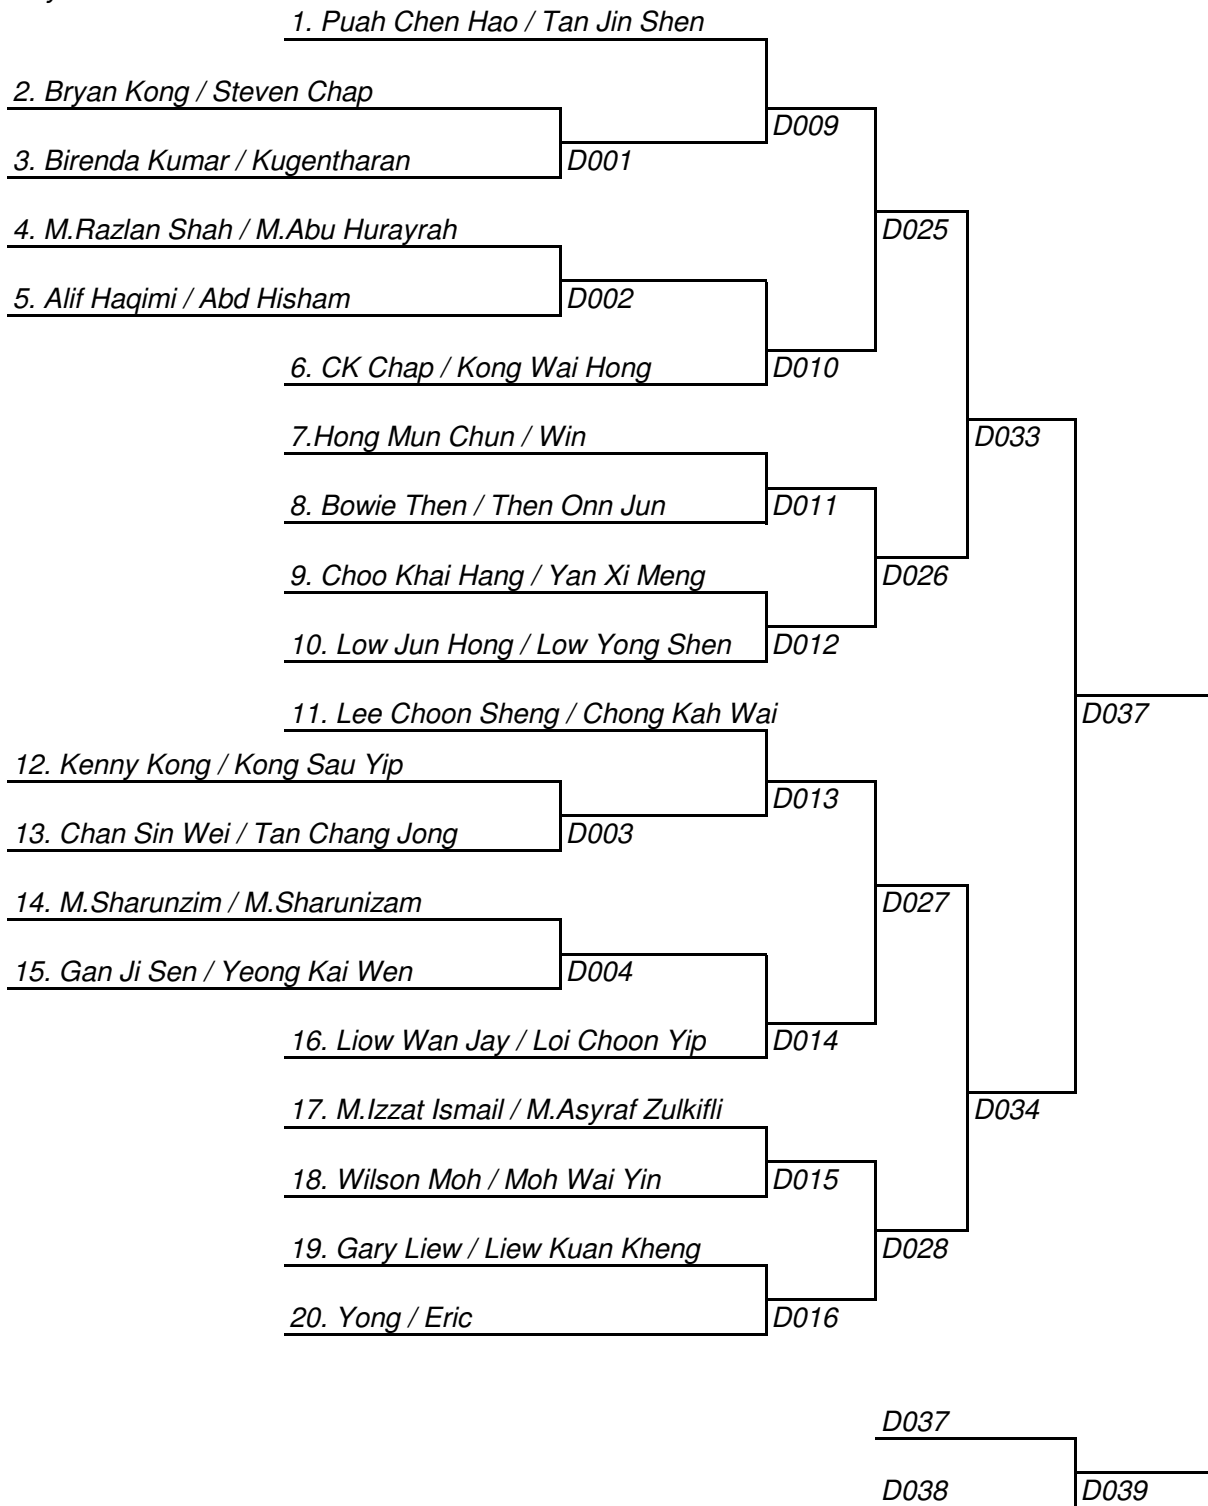 1. Puah Chen Hao / Tan Jin Shen
2. Bryan Kong / Steven Chap
D009
3. Birenda Kumar / Kugentharan
D001
4. M.Razlan Shah / M.Abu Hurayrah
D025
5. Alif Haqimi / Abd Hisham
D002
6. CK Chap / Kong Wai Hong
D010
7.Hong Mun Chun / Win
D033
8. Bowie Then / Then Onn Jun
D011
9. Choo Khai Hang / Yan Xi Meng
D026
10. Low Jun Hong / Low Yong Shen
D012
11. Lee Choon Sheng / Chong Kah Wai
D037
12. Kenny Kong / Kong Sau Yip
D013
13. Chan Sin Wei / Tan Chang Jong
D003
14. M.Sharunzim / M.Sharunizam
D027
15. Gan Ji Sen / Yeong Kai Wen
D004
16. Liow Wan Jay / Loi Choon Yip
D014
17. M.Izzat Ismail / M.Asyraf Zulkifli
D034
18. Wilson Moh / Moh Wai Yin
D015
19. Gary Liew / Liew Kuan Kheng
D028
20. Yong / Eric
D016
D037
D038
D039